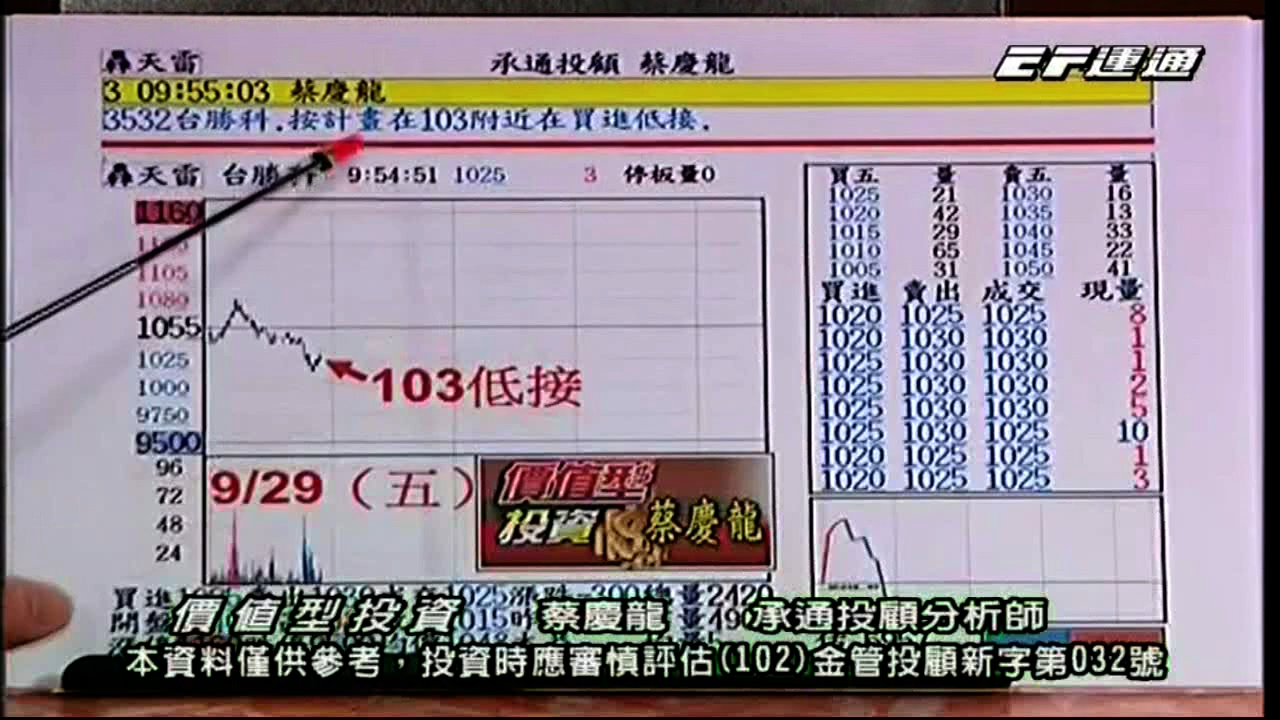 天雷 承通投顧 蔡慶龍
運通
3 09:55:03 蔡慶龍
3532台勝科.按計畫在103附近在買進低接.
天雷 台勝科 9:54:51 1025 3 停板量0
買五 量 賣五 量
1025 21 1030 16
1020 42 1035 13
1015 29 1040 33
1010 65 1045 22
1005 31 1050 41
買進 賣出 成交 現量
1020 1025 1025 8
1020 1030 1030 1
1025 1030 1025 1
1025 1030 1030 2
1025 1030 1030 5
1025 1030 1025 10
1020 1025 1025 1
1020 1025 1025 3
1160
1105
1080
1055
1025
1000
9750
9500
103低接
96
72
48
24
9/29（五）
價值型
投資 蔡慶龍
價值型投資 蔡慶龍 承通投顧分析師
本資料僅供參考，投資時應審慎評估(102)金管投顧新字第032號